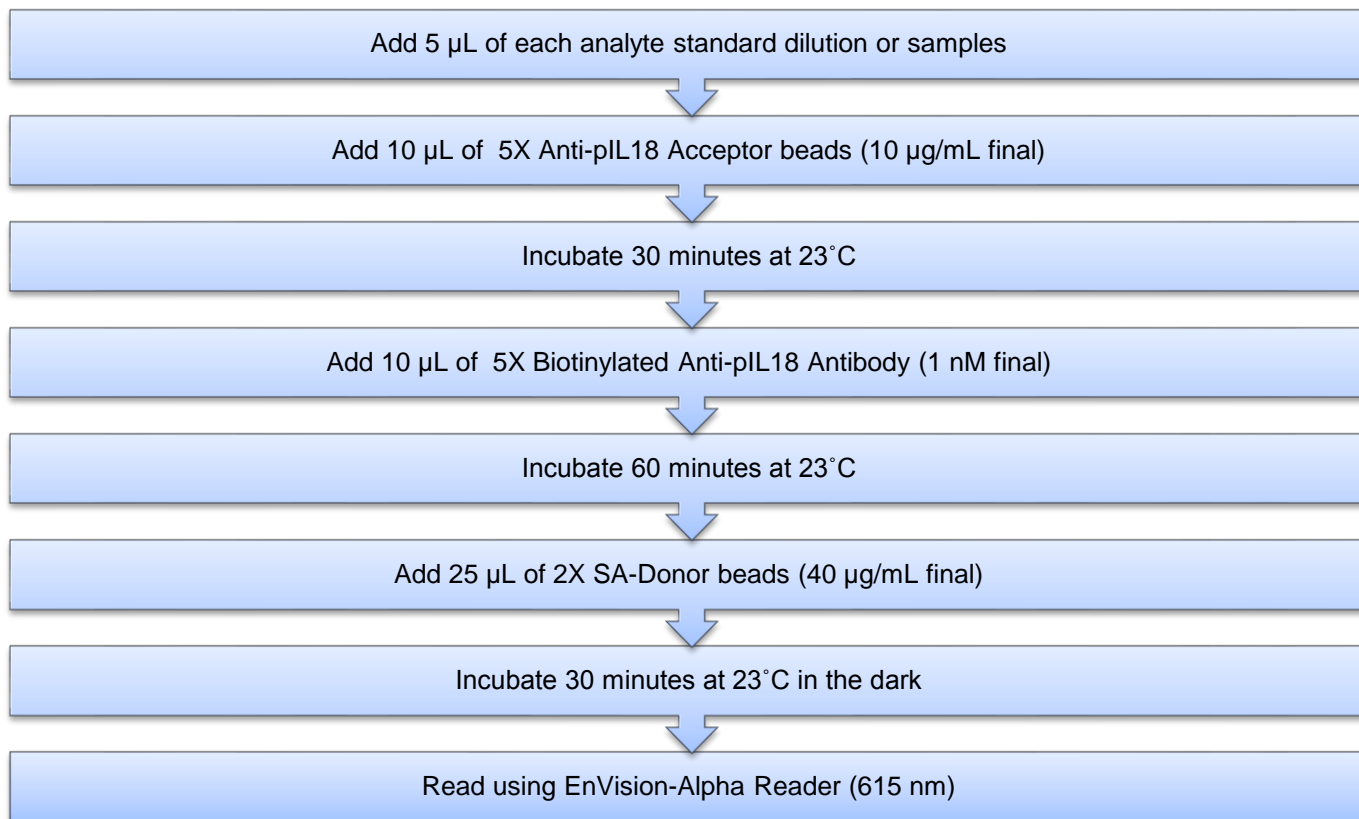 Add 5 µL of each analyte standard dilution or samples
Add 10 µL of 5X Anti-pIL18 Acceptor beads (10 µg/mL final)
Incubate 30 minutes at 23˚C
Add 10 µL of 5X Biotinylated Anti-pIL18 Antibody (1 nM final)
Incubate 60 minutes at 23˚C
Add 25 µL of 2X SA-Donor beads (40 µg/mL final)
Incubate 30 minutes at 23˚C in the dark
Read using EnVision-Alpha Reader (615 nm)